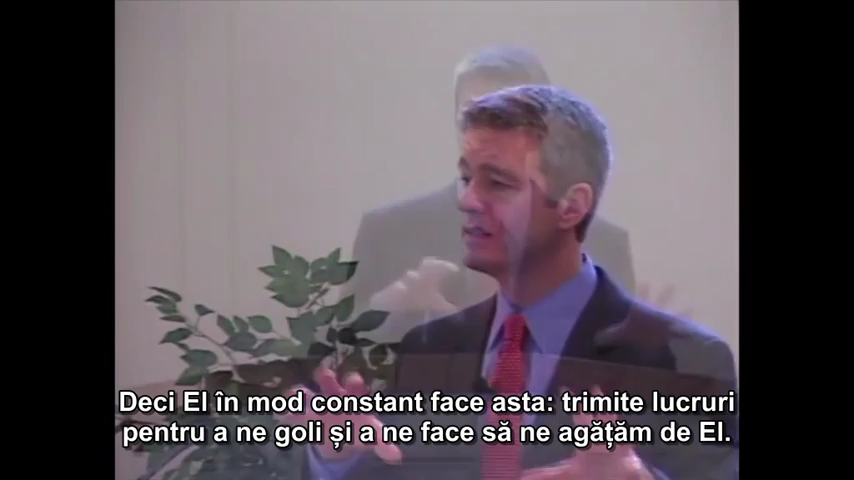 Deci El în mod constant face asta: trimite lucruri
pentru a ne goli și a ne face să ne agățăm de El.